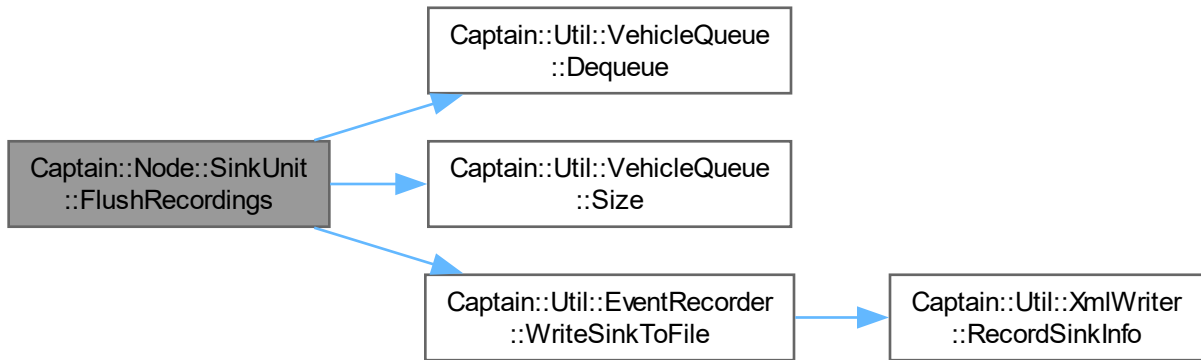 Captain::Util::VehicleQueue
::Dequeue
Captain::Node::SinkUnit
::FlushRecordings
Captain::Util::VehicleQueue
::Size
Captain::Util::EventRecorder
::WriteSinkToFile
Captain::Util::XmlWriter
::RecordSinkInfo